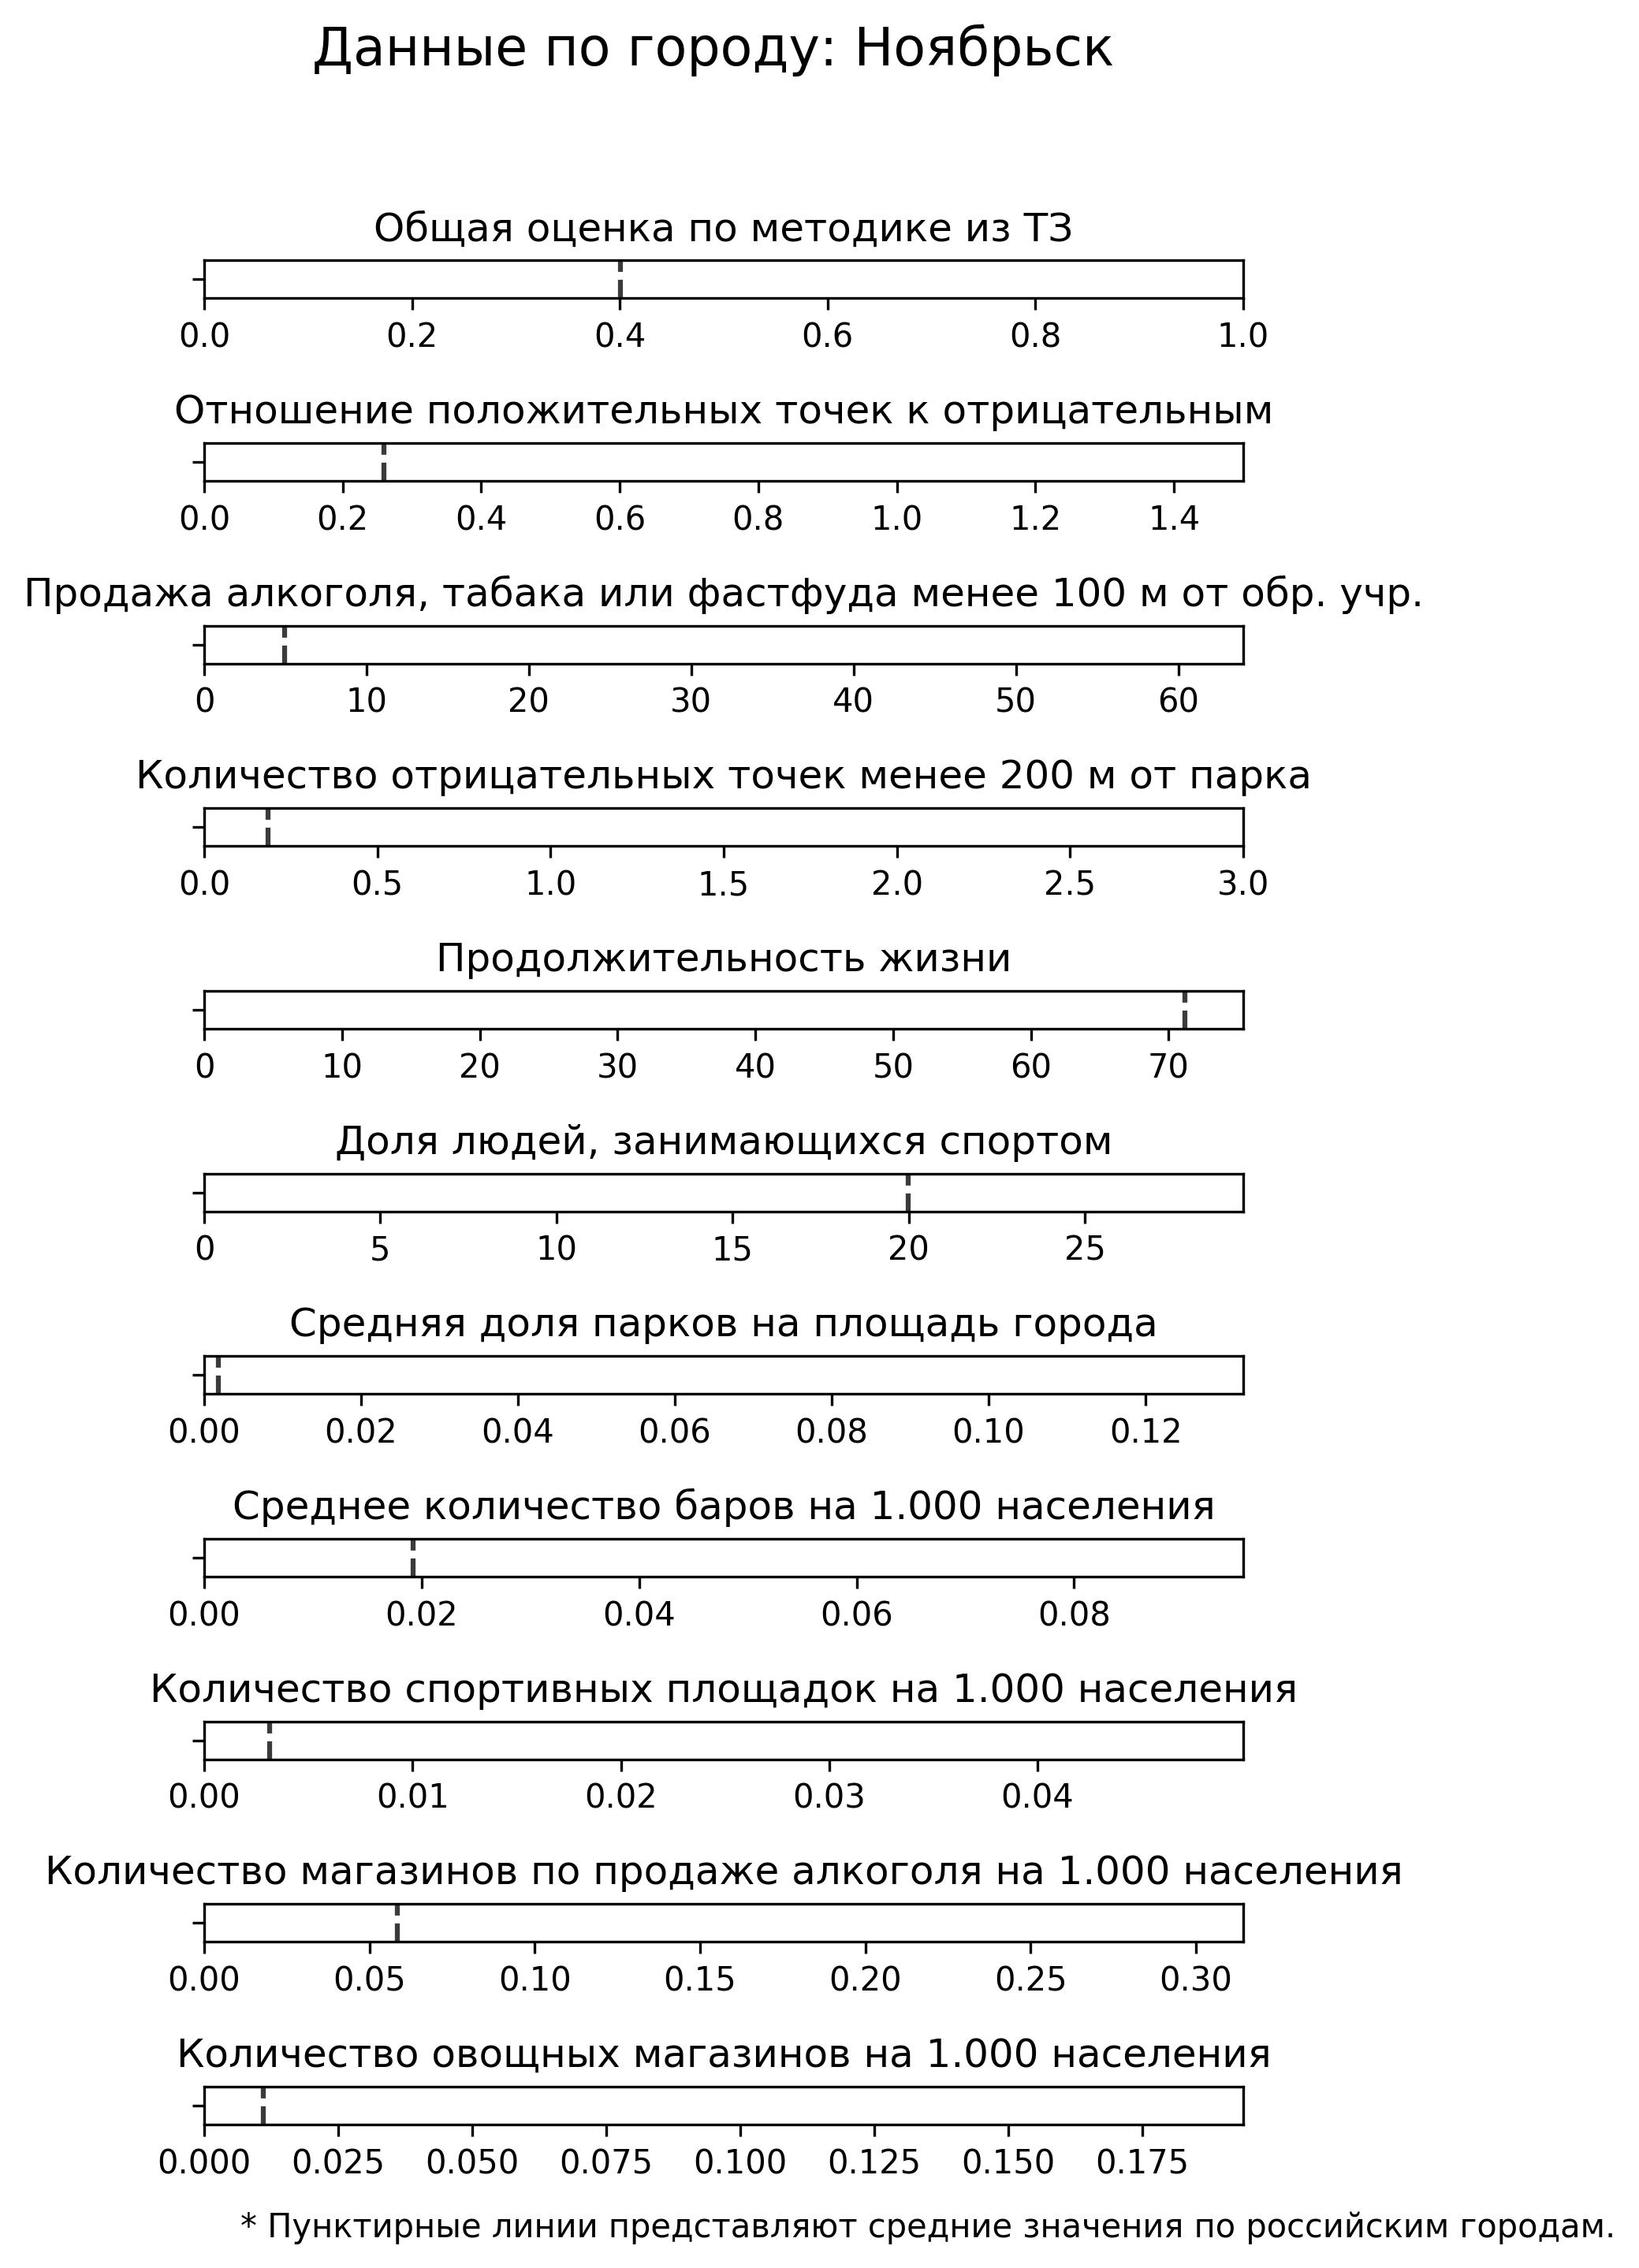 Данные по городу: Ноябрьск
Общая оценка по методике из ТЗ
0.0 0.2 0.4 0.6 0.8 1.0
Отношение положительных точек к отрицательным
0.0 0.2 0.4 0.6 0.8 1.0 1.2 1.4
Продажа алкоголя, табака или фастфуда менее 100 м от обр. учр.
0 10 20 30 40 50 60
Количество отрицательных точек менее 200 м от парка
0.0 0.5 1.0 1.5 2.0 2.5 3.0
Продолжительность жизни
0 10 20 30 40 50 60 70
Доля людей, занимающихся спортом
0 5 10 15 20 25
Средняя доля парков на площадь города
0.00 0.02 0.04 0.06 0.08 0.10 0.12
Среднее количество баров на 1.000 населения
0.00 0.02 0.04 0.06 0.08
Количество спортивных площадок на 1.000 населения
0.00 0.01 0.02 0.03 0.04
Количество магазинов по продаже алкоголя на 1.000 населения
0.00 0.05 0.10 0.15 0.20 0.25 0.30
Количество овощных магазинов на 1.000 населения
0.000 0.025 0.050 0.075 0.100 0.125 0.150 0.175
* Пунктирные линии представляют средние значения по российским городам.